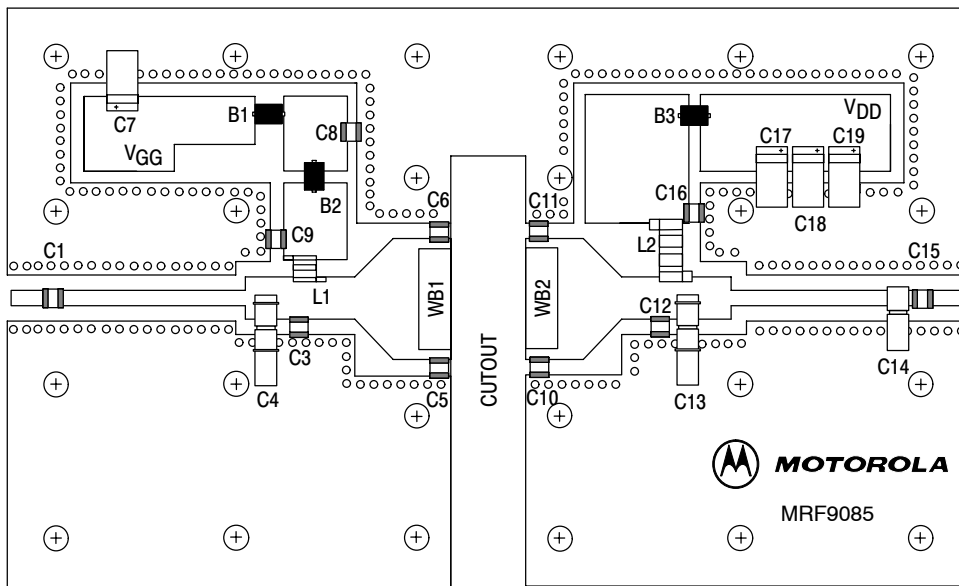 C7
B1
C8
VGG
B2
C6
C9
C1
L1
WB1
C3
C4
C5
CUTOUT
B3
VDD
C17
C19
C16
C18
C11
L2
C15
WB2
C12
C14
C13
C10
MOTOROLA
MRF9085